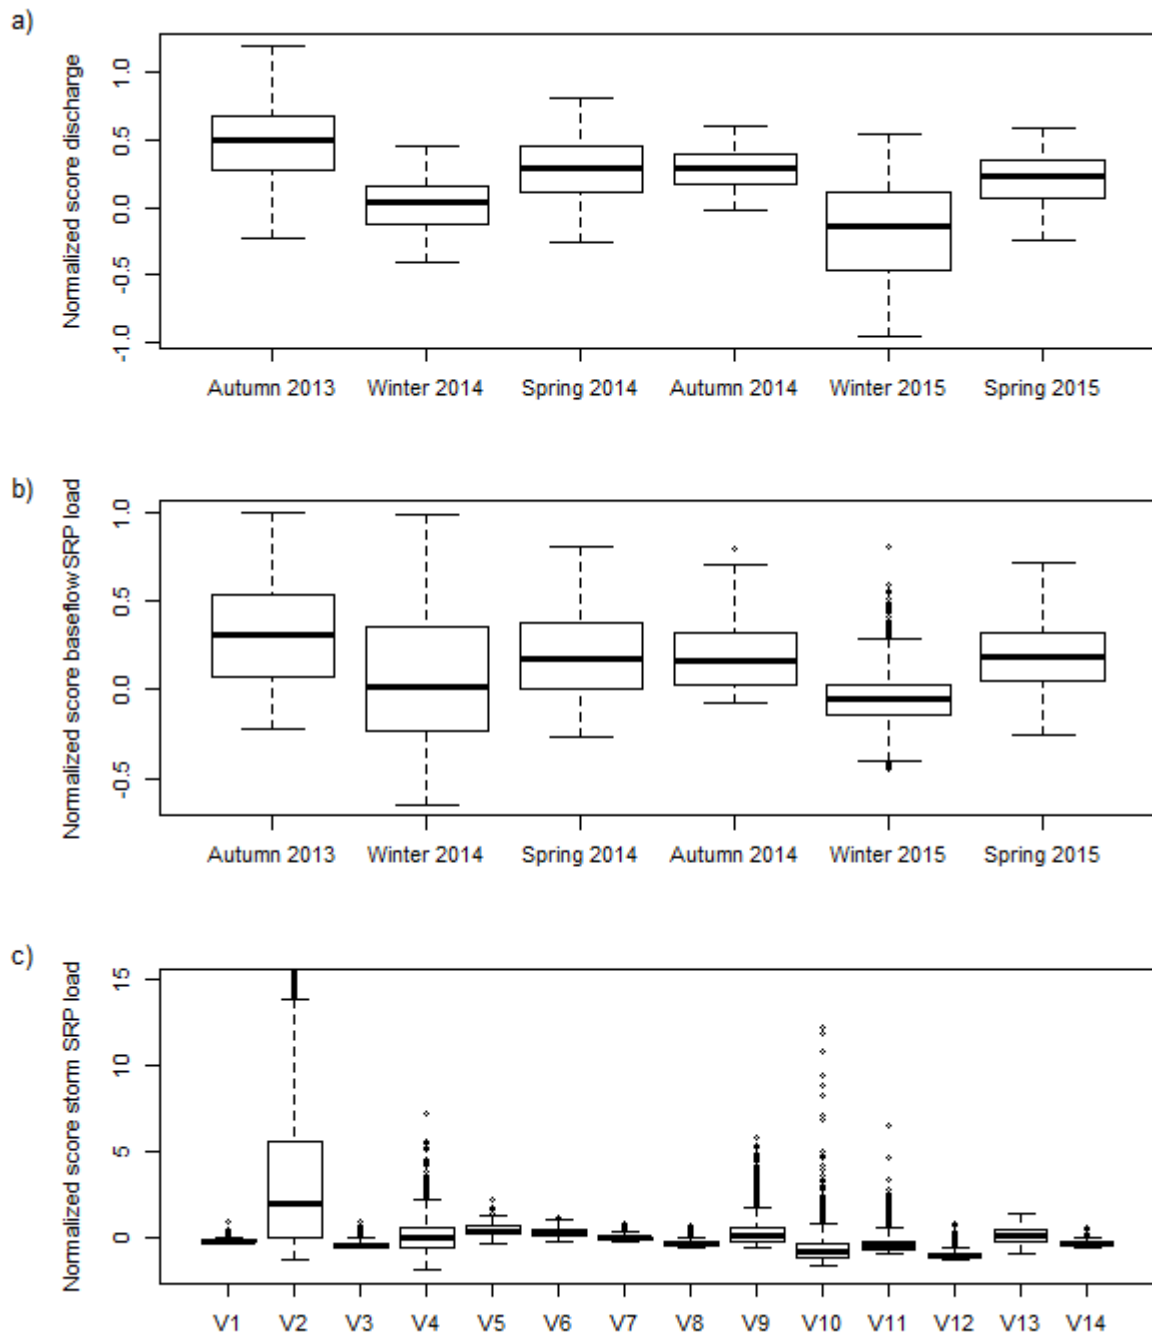 a)
Normalized score discharge
1.0
0.5
0.0
-0.5
-1.0
Autumn 2013 Winter 2014 Spring 2014 Autumn 2014 Winter 2015 Spring 2015
b)
Normalized score baseflowSRP load
1.0
0.5
0.0
-0.5
Autumn 2013 Winter 2014 Spring 2014 Autumn 2014 Winter 2015 Spring 2015
c)
Normalized score storm SRP load
15
10
5
0
V1 V2 V3 V4 V5 V6 V7 V8 V9 V10 V11 V12 V13 V14